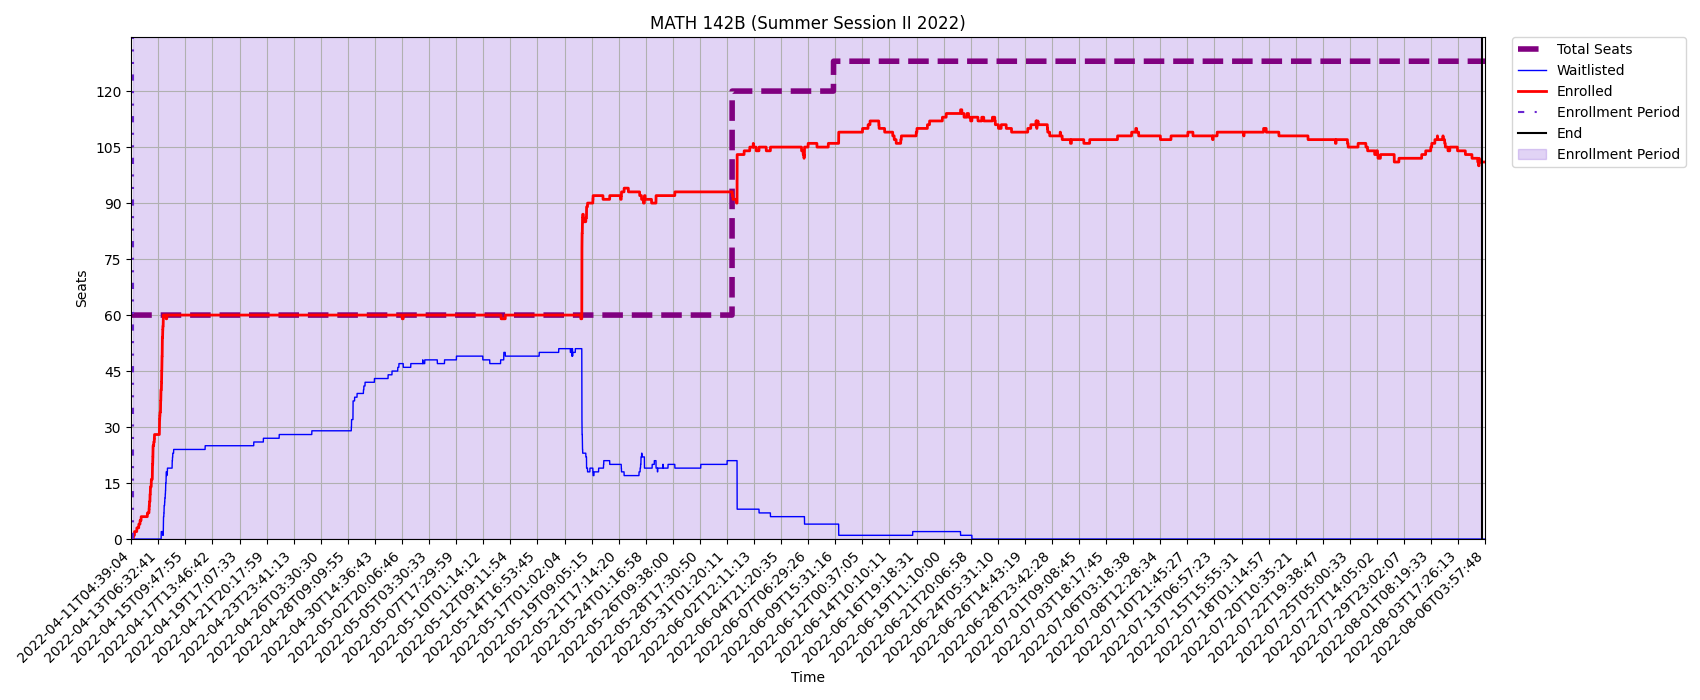 MATH 142B (Summer Session II 2022)
Total Seats
Waitlisted
Enrolled
Enrollment Period
End
Enrollment Period
Seats
120
105
90
75
60
45
30
15
0
2022-04-11T04:39:04
2022-04-13T06:32:41
2022-04-15T09:47:55
2022-04-17T13:46:42
2022-04-19T17:07:33
2022-04-21T20:17:59
2022-04-23T23:41:13
2022-04-26T03:30:30
2022-04-28T09:09:55
2022-04-30T14:36:43
2022-05-02T20:06:46
2022-05-05T03:30:33
2022-05-07T17:29:59
2022-05-10T01:14:12
2022-05-12T09:11:54
2022-05-14T16:53:45
2022-05-17T01:02:04
2022-05-19T09:05:15
2022-05-21T17:14:20
2022-05-24T01:16:58
2022-05-26T09:38:00
2022-05-28T17:30:50
2022-05-31T01:20:11
2022-06-02T12:11:13
2022-06-04T21:20:35
2022-06-07T06:29:26
2022-06-09T15:31:16
2022-06-12T00:37:05
2022-06-14T10:10:11
2022-06-16T19:18:31
2022-06-19T11:10:00
2022-06-21T20:06:58
2022-06-24T05:31:10
2022-06-26T14:43:19
2022-06-28T23:42:28
2022-07-01T09:08:45
2022-07-03T18:17:45
2022-07-06T03:18:38
2022-07-08T12:28:34
2022-07-10T21:45:27
2022-07-13T06:57:23
2022-07-15T15:55:31
2022-07-18T01:14:57
2022-07-20T10:35:21
2022-07-22T19:38:47
2022-07-25T05:00:33
2022-07-27T14:05:02
2022-07-29T23:02:07
2022-08-01T08:19:33
2022-08-03T17:26:13
2022-08-06T03:57:48
Time